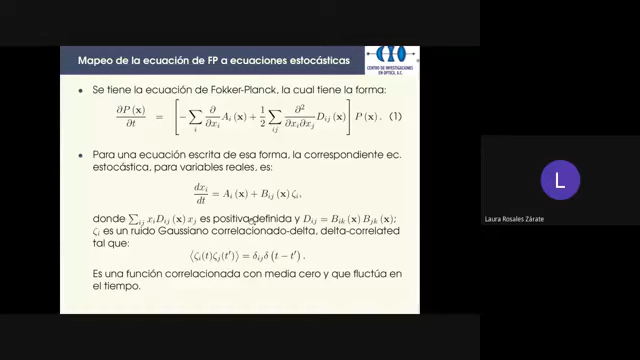 Mapeo de la ecuación de FP a ecuaciones estocásticas
CENTRO DE INVESTIGACIONES
EN ÓPTICA, A.C.
• Se tiene la ecuación de Fokker-Planck, la cual tiene la forma:
∂P(x)/∂t = [−∑_i ∂/∂x_i A_i(x) + 1/2 ∑_ij ∂²/∂x_i∂x_j D_ij(x)] P(x). (1)
• Para una ecuación escrita de esa forma, la correspondiente ec.
estocástica, para variables reales, es:
dx_i/dt = A_i(x) + B_ij(x) ζ_i,
donde ∑_ij x_i D_ij(x) x_j es positiva definida y D_ij = B_ik(x) B_jk(x);
ζ_i es un ruido Gaussiano correlacionado-delta, delta-correlated
tal que:
⟨ζ_i(t)ζ_j(t′)⟩ = δ_ij δ(t − t′).
Es una función correlacionada con media cero y que fluctúa en
el tiempo.
L
Laura Rosales Zárate